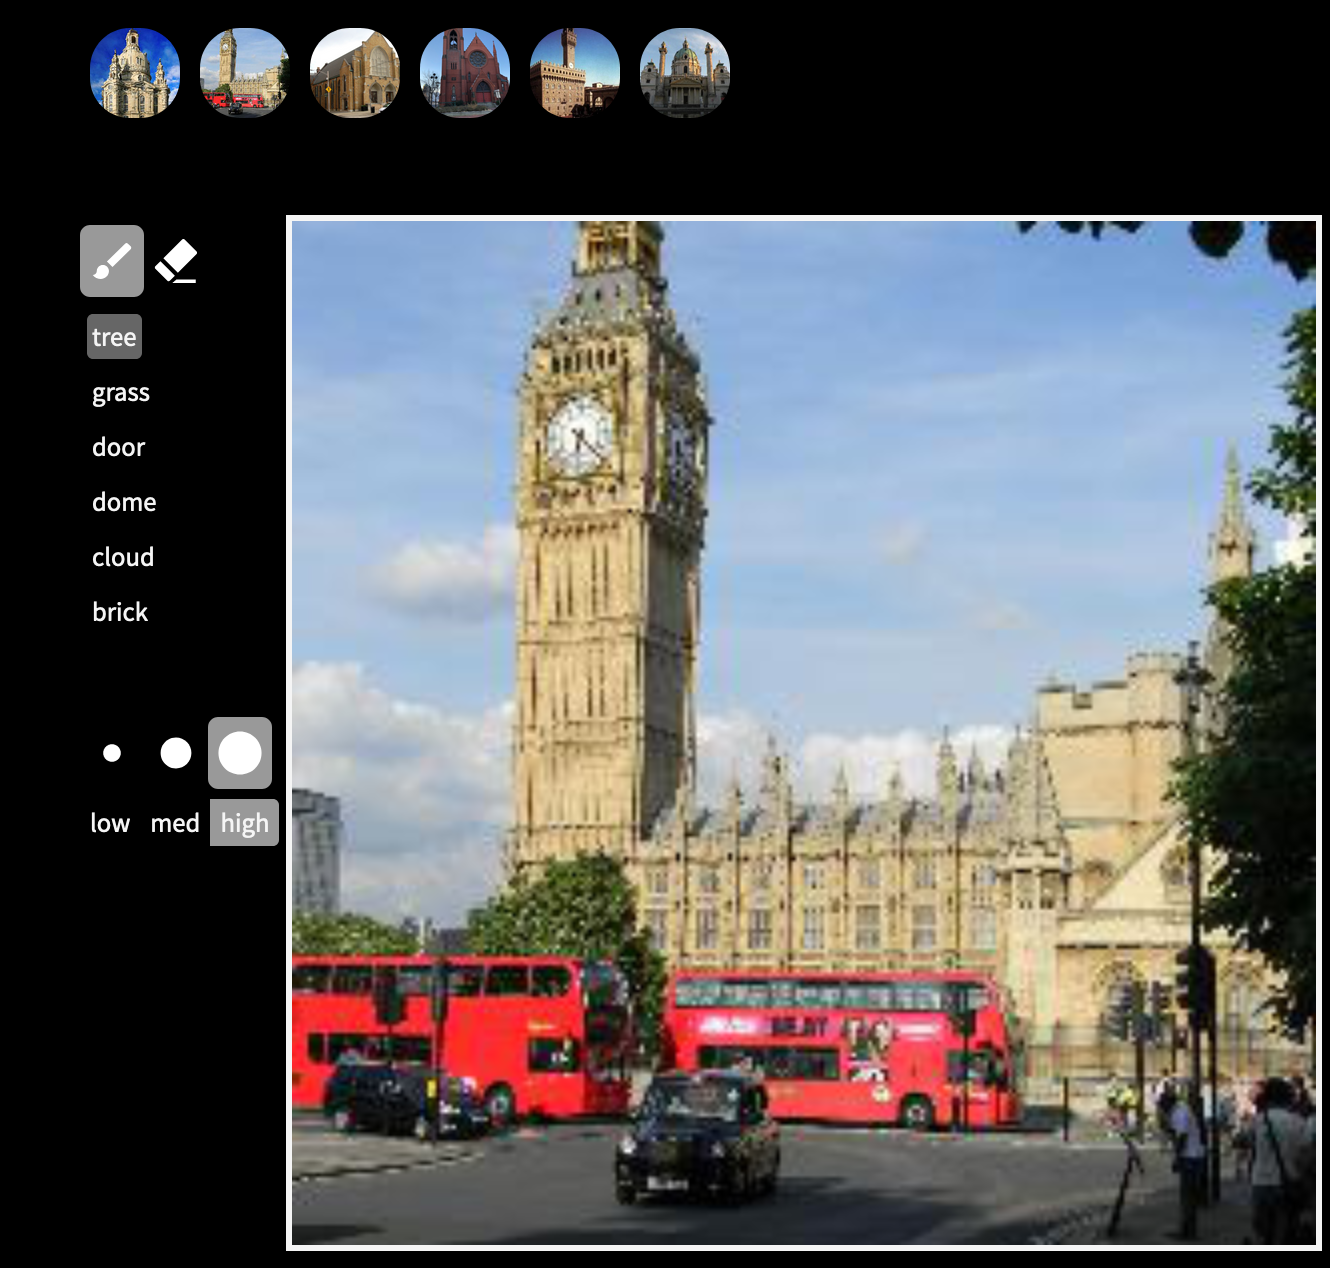 tree
grass
door
dome
cloud
brick
low med high